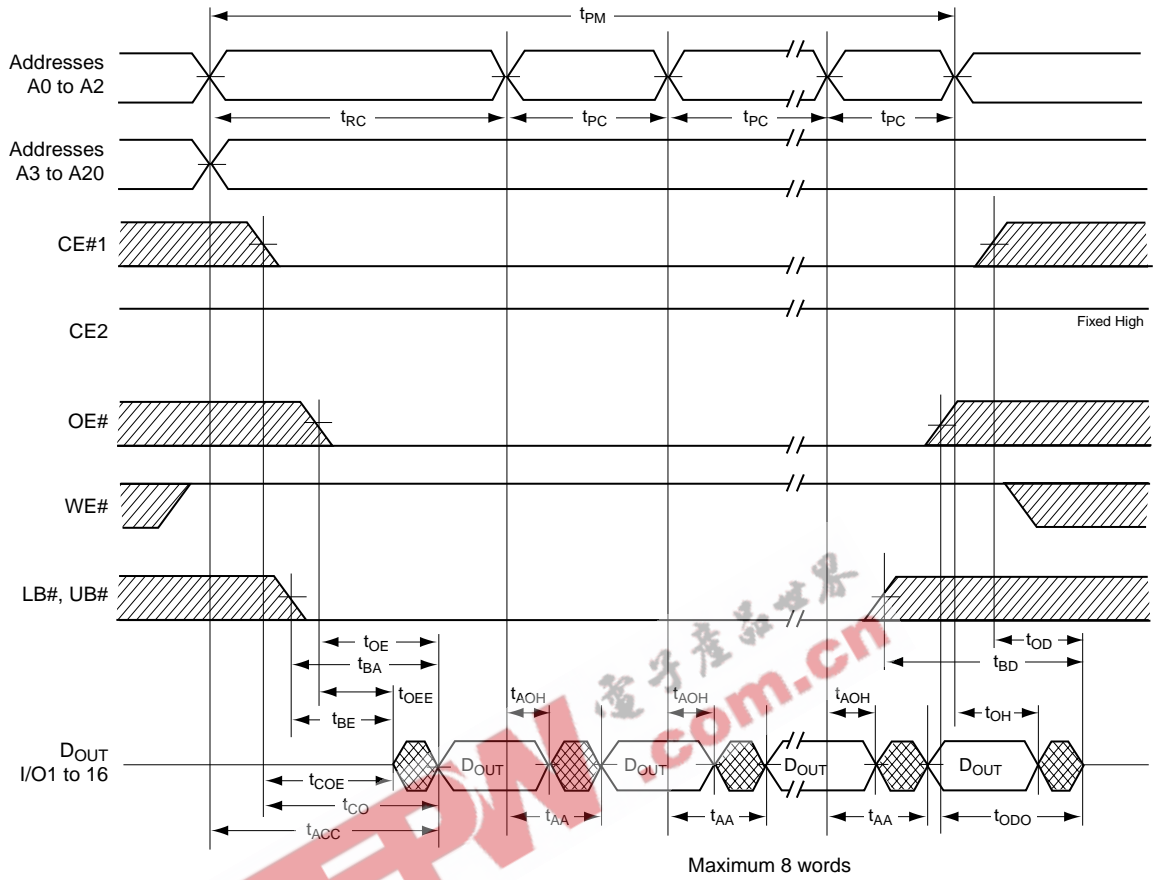 tPM
Addresses
A0 to A2
tRC
tPC
tPC
tPC
Addresses
A3 to A20
CE#1
CE2
Fixed High
OE#
WE#
LB#, UB#
電子產品世界
.com.cn
tOE
tBA
tOEE
tBE
tOD
tBD
tAOH
tAOH
tAOH
tOH
DOUT
I/O1 to 16
DOUT
DOUT
DOUT
DOUT
tCOE
tCO
tACC
tAA
tAA
tAA
tODO
Maximum 8 words